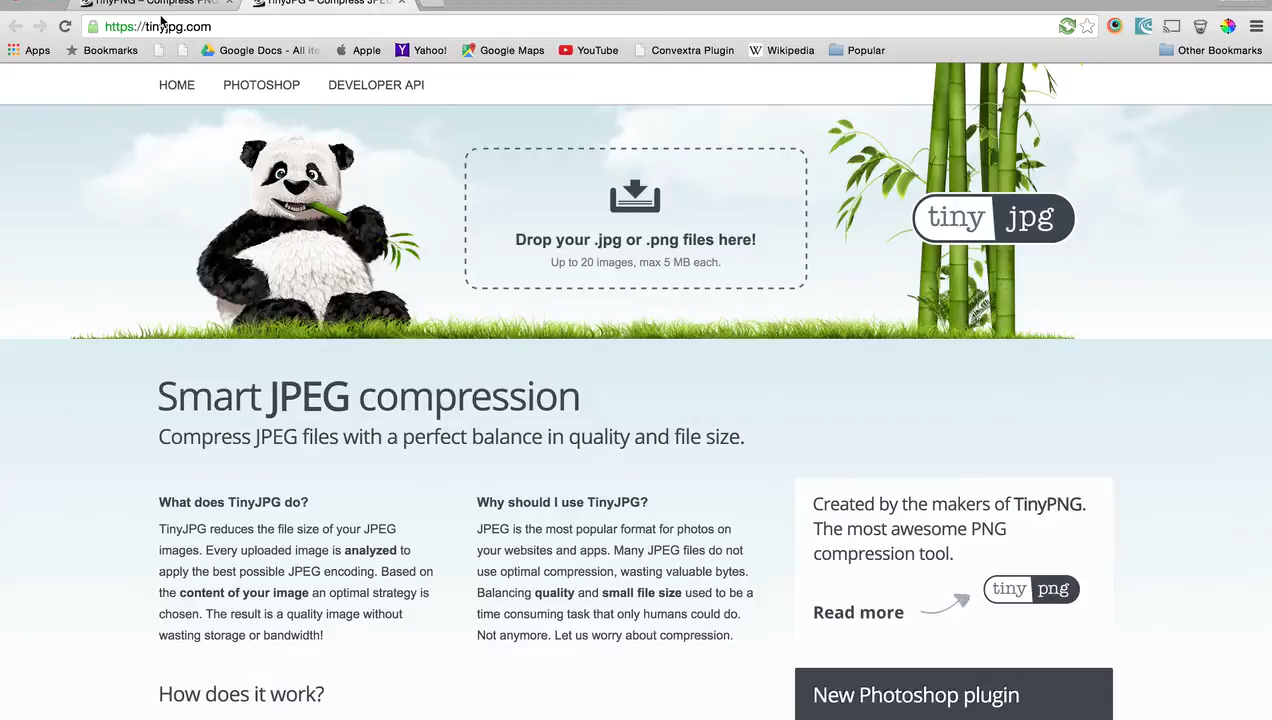 TinyPNG – Compress PNG
TinyJPG – Compress JPEG
https://tinyjpg.com
Apps
Bookmarks
Google Docs - All ite
Apple
Yahoo!
Google Maps
YouTube
Convextra Plugin
Wikipedia
Popular
Other Bookmarks
HOME
PHOTOSHOP
DEVELOPER API
Drop your .jpg or .png files here!
Up to 20 images, max 5 MB each.
tiny jpg
Smart JPEG compression
Compress JPEG files with a perfect balance in quality and file size.
What does TinyJPG do?
TinyJPG reduces the file size of your JPEG
images. Every uploaded image is analyzed to
apply the best possible JPEG encoding. Based on
the content of your image an optimal strategy is
chosen. The result is a quality image without
wasting storage or bandwidth!
Why should I use TinyJPG?
JPEG is the most popular format for photos on
your websites and apps. Many JPEG files do not
use optimal compression, wasting valuable bytes.
Balancing quality and small file size used to be a
time consuming task that only humans could do.
Not anymore. Let us worry about compression.
Created by the makers of TinyPNG.
The most awesome PNG
compression tool.
Read more
tiny png
How does it work?
New Photoshop plugin